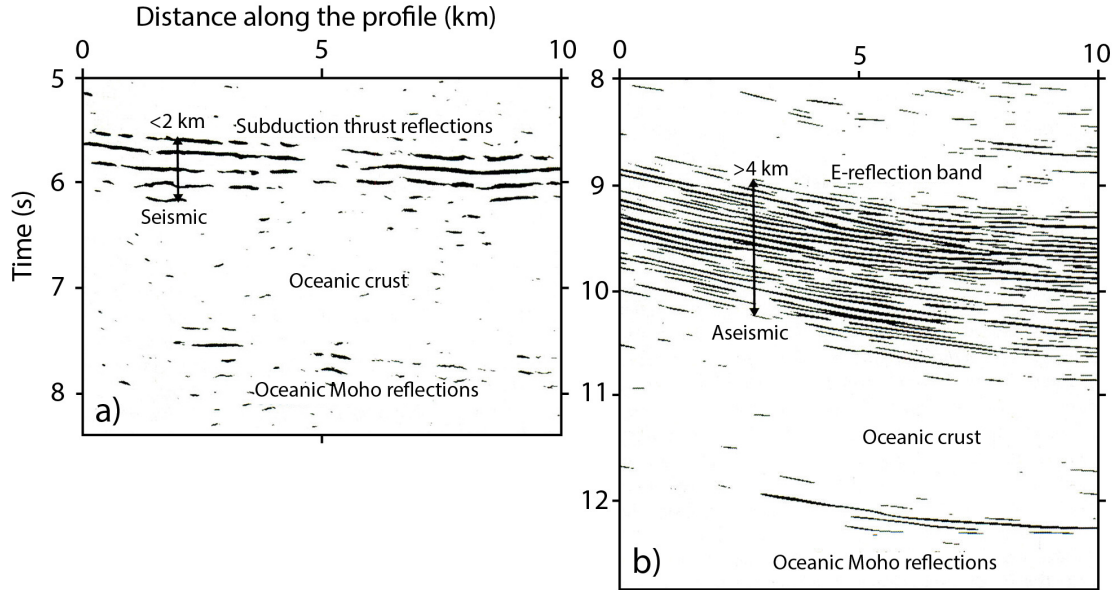 Distance along the profile (km)
0 5 10
5
6
7
8
Time (s)
<2 km
Subduction thrust reflections
Seismic
Oceanic crust
Oceanic Moho reflections
a)
0 5 10
8
9
10
11
12
>4 km
E-reflection band
Aseismic
Oceanic crust
Oceanic Moho reflections
b)